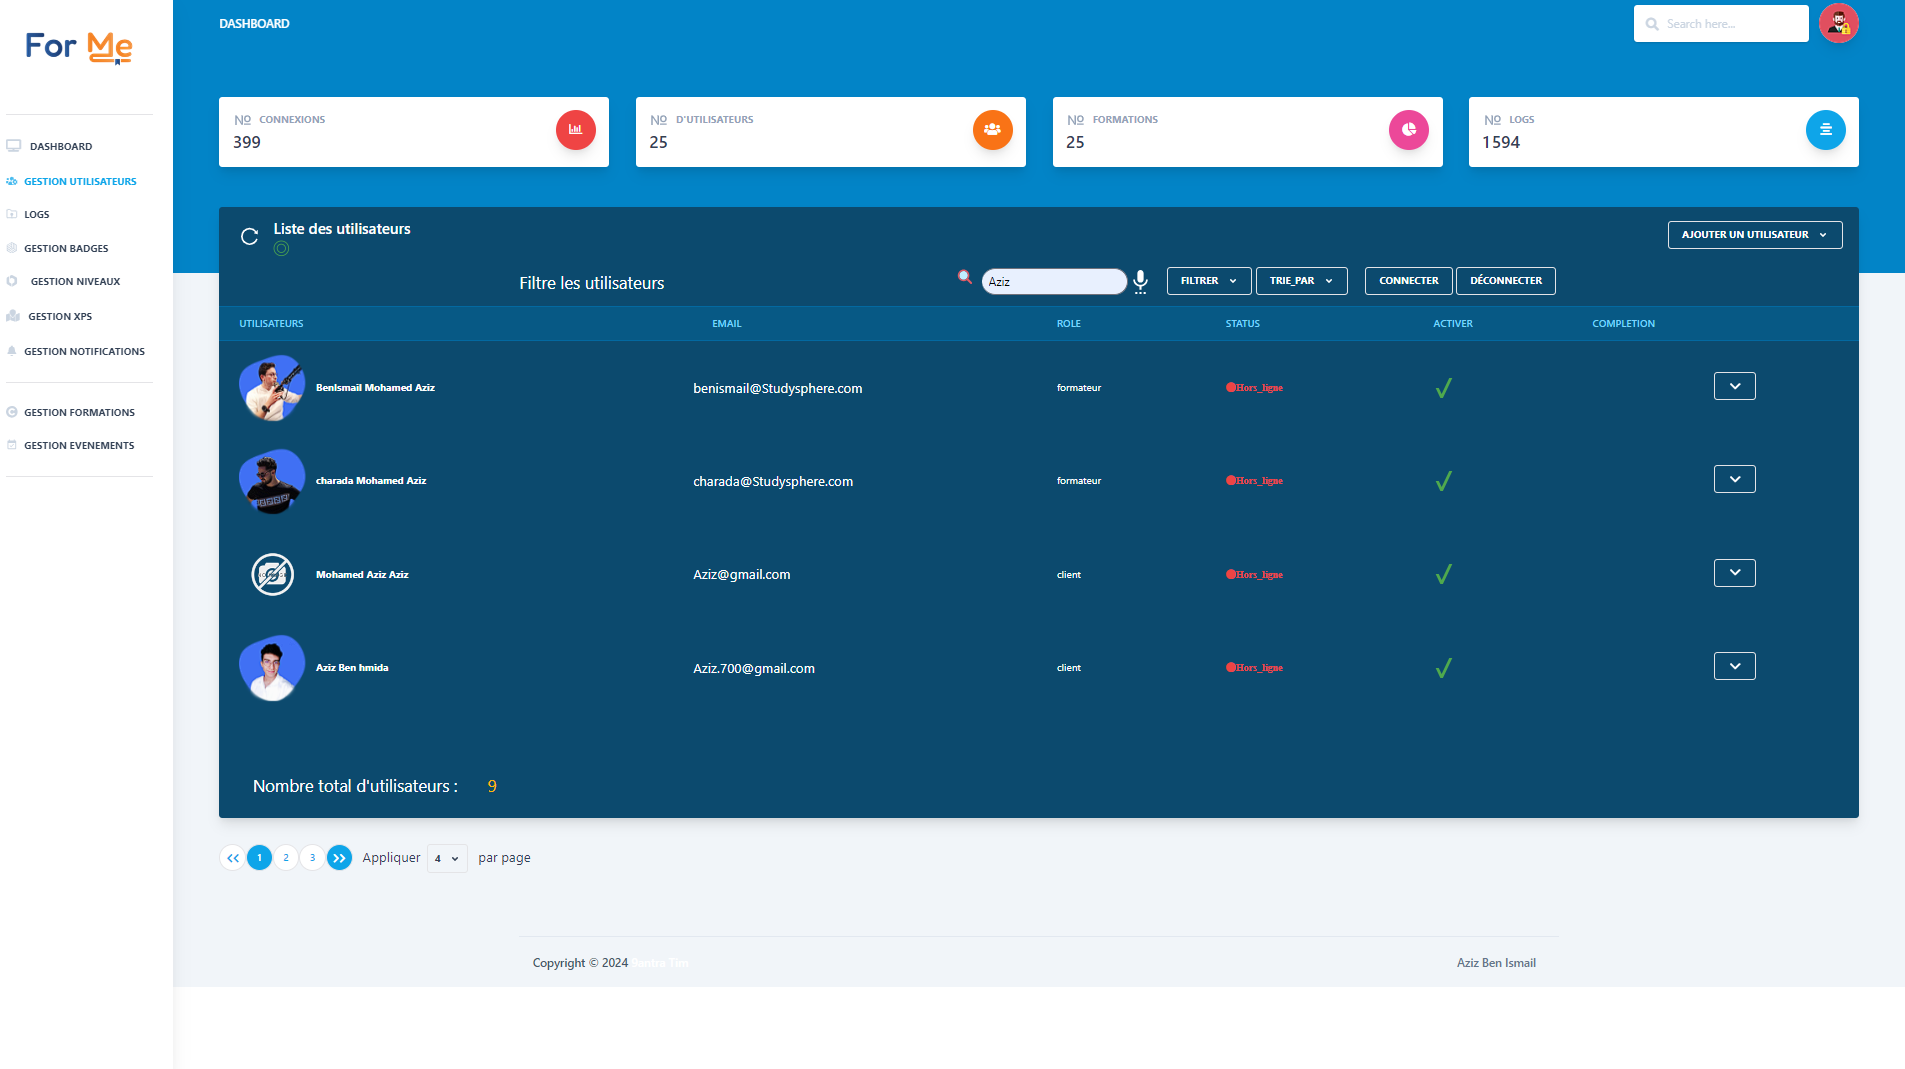 For Me
DASHBOARD
GESTION UTILISATEURS
LOGS
GESTION BADGES
GESTION NIVEAUX
GESTION XPS
GESTION NOTIFICATIONS
GESTION FORMATIONS
GESTION EVENEMENTS
DASHBOARD
Search here...
№ CONNEXIONS
399
№ D'UTILISATEURS
25
№ FORMATIONS
25
№ LOGS
1594
Liste des utilisateurs
AJOUTER UN UTILISATEUR
Filtre les utilisateurs
Aziz
FILTRER
TRIE_PAR
CONNECTER
DÉCONNECTER
UTILISATEURS EMAIL ROLE STATUS ACTIVER COMPLETION
BenIsmail Mohamed Aziz benismail@Studysphere.com formateur Hors_ligne
charada Mohamed Aziz charada@Studysphere.com formateur Hors_ligne
Mohamed Aziz Aziz Aziz@gmail.com client Hors_ligne
Aziz Ben hmida Aziz.700@gmail.com client Hors_ligne
Nombre total d'utilisateurs : 9
1 2 3 Appliquer 4 par page
Copyright © 2024
Aziz Ben Ismail